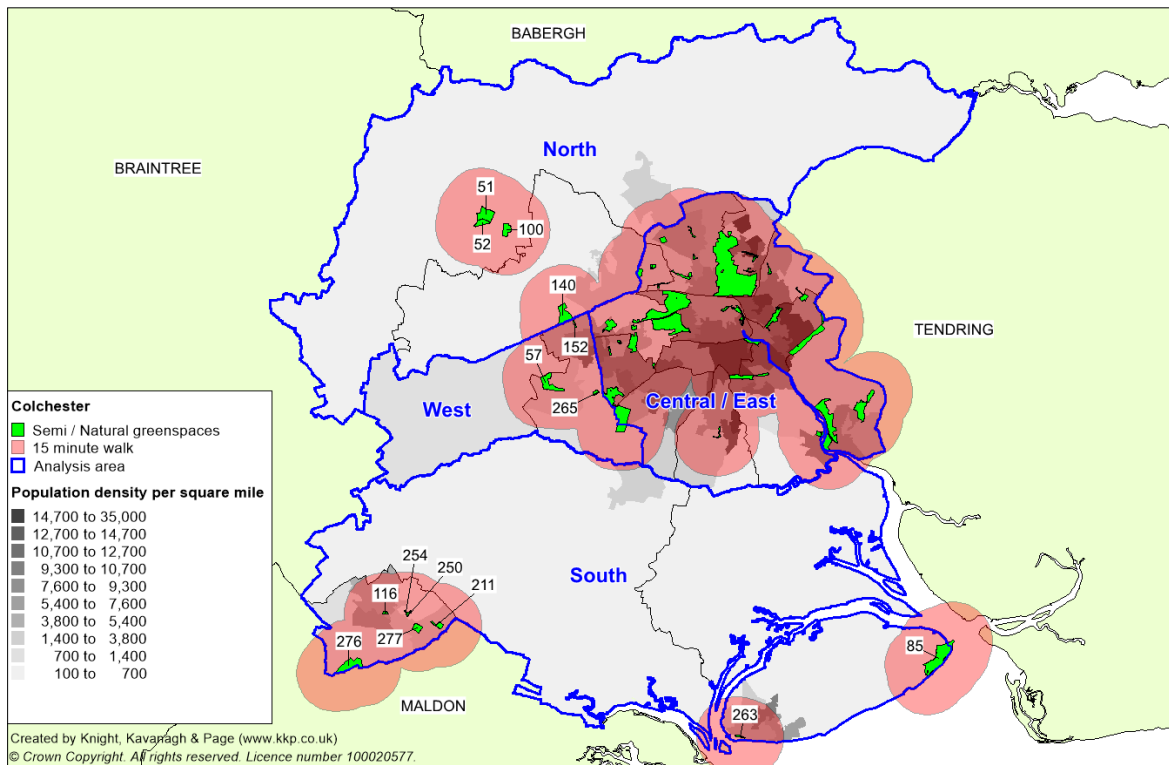 BABERGH
North
BRAINTREE
51
100
52
140
TENDRING
152
57
265
West
Central / East
Colchester
Semi / Natural greenspaces
15 minute walk
Analysis area
Population density per square mile
14,700 to 35,000
12,700 to 14,700
10,700 to 12,700
9,300 to 10,700
7,600 to 9,300
5,400 to 7,600
3,800 to 5,400
1,400 to 3,800
700 to 1,400
100 to 700
254
250
116
211
South
276
277
85
MALDON
263
Created by Knight, Kavanagh & Page (www.kkp.co.uk)
© Crown Copyright. All rights reserved. Licence number 100020577.